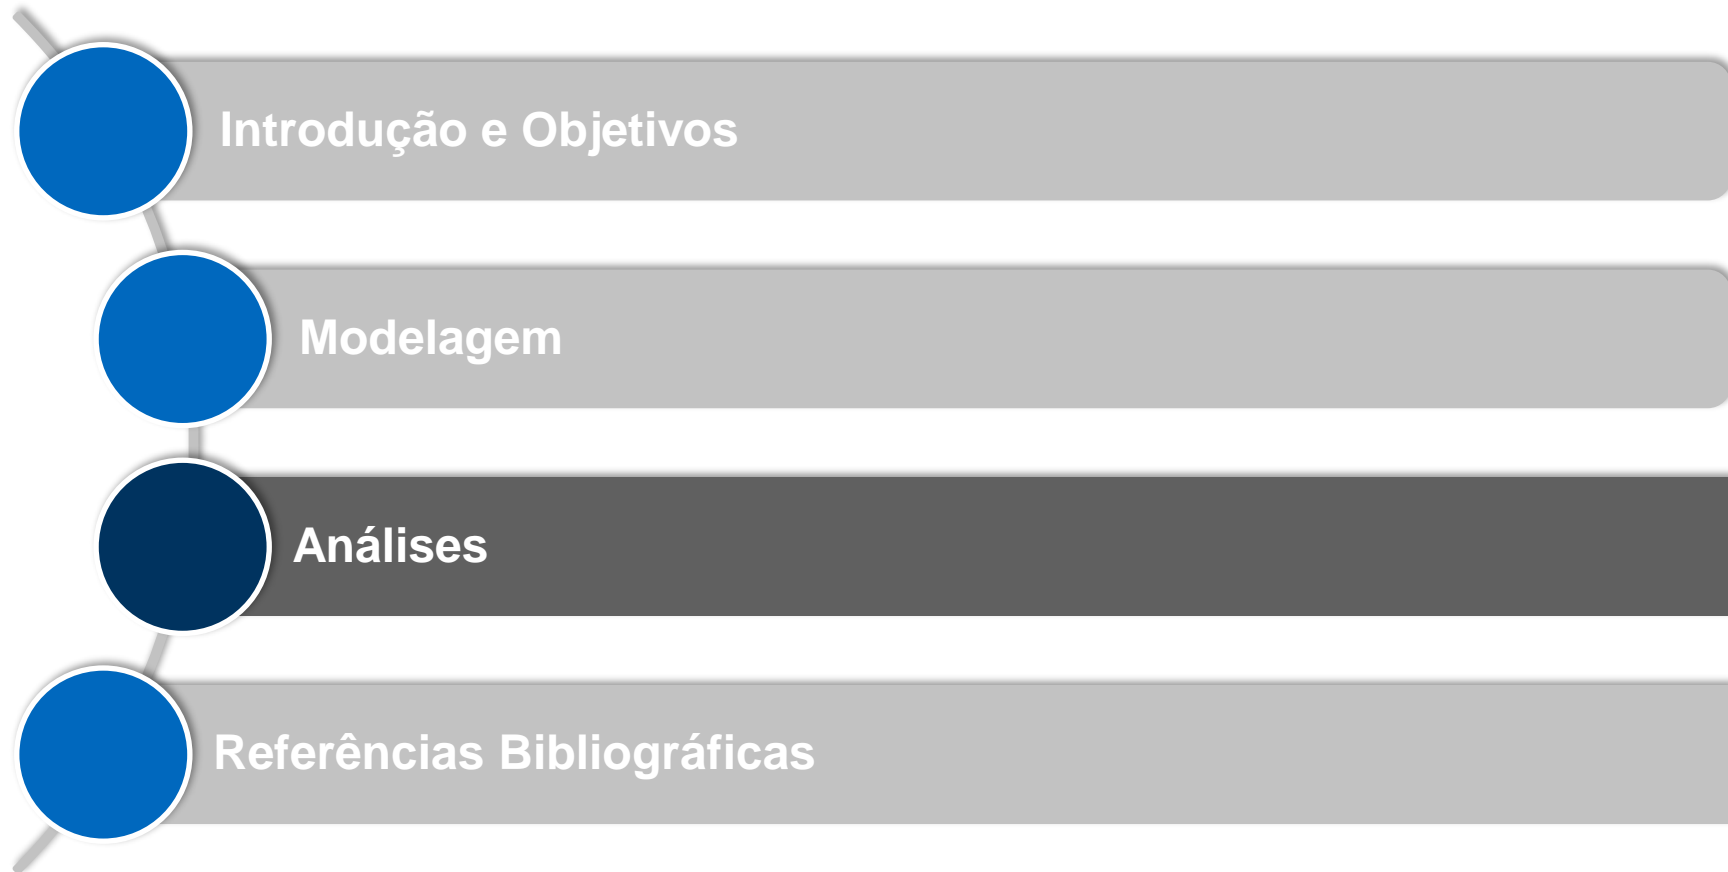 Introdução e Objetivos
Modelagem
Análises
Referências Bibliográficas